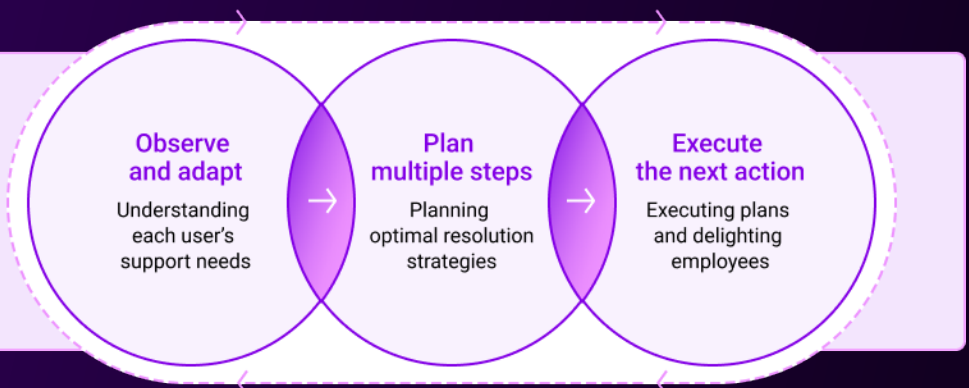 Observe
and adapt
Understanding
each user's
support needs
Plan
multiple steps
Planning
optimal resolution
strategies
Execute
the next action
Executing plans
and delighting
employees